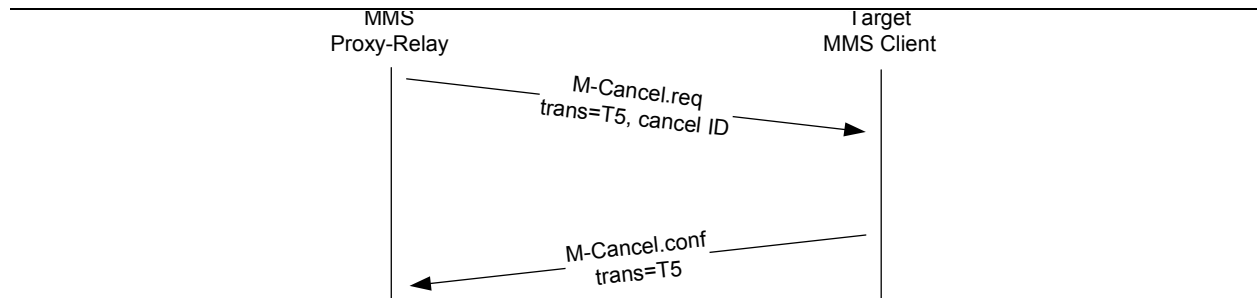 MMS
Proxy-Relay
Target
MMS Client
M-Cancel.req
trans=T5, cancel ID
M-Cancel.conf
trans=T5